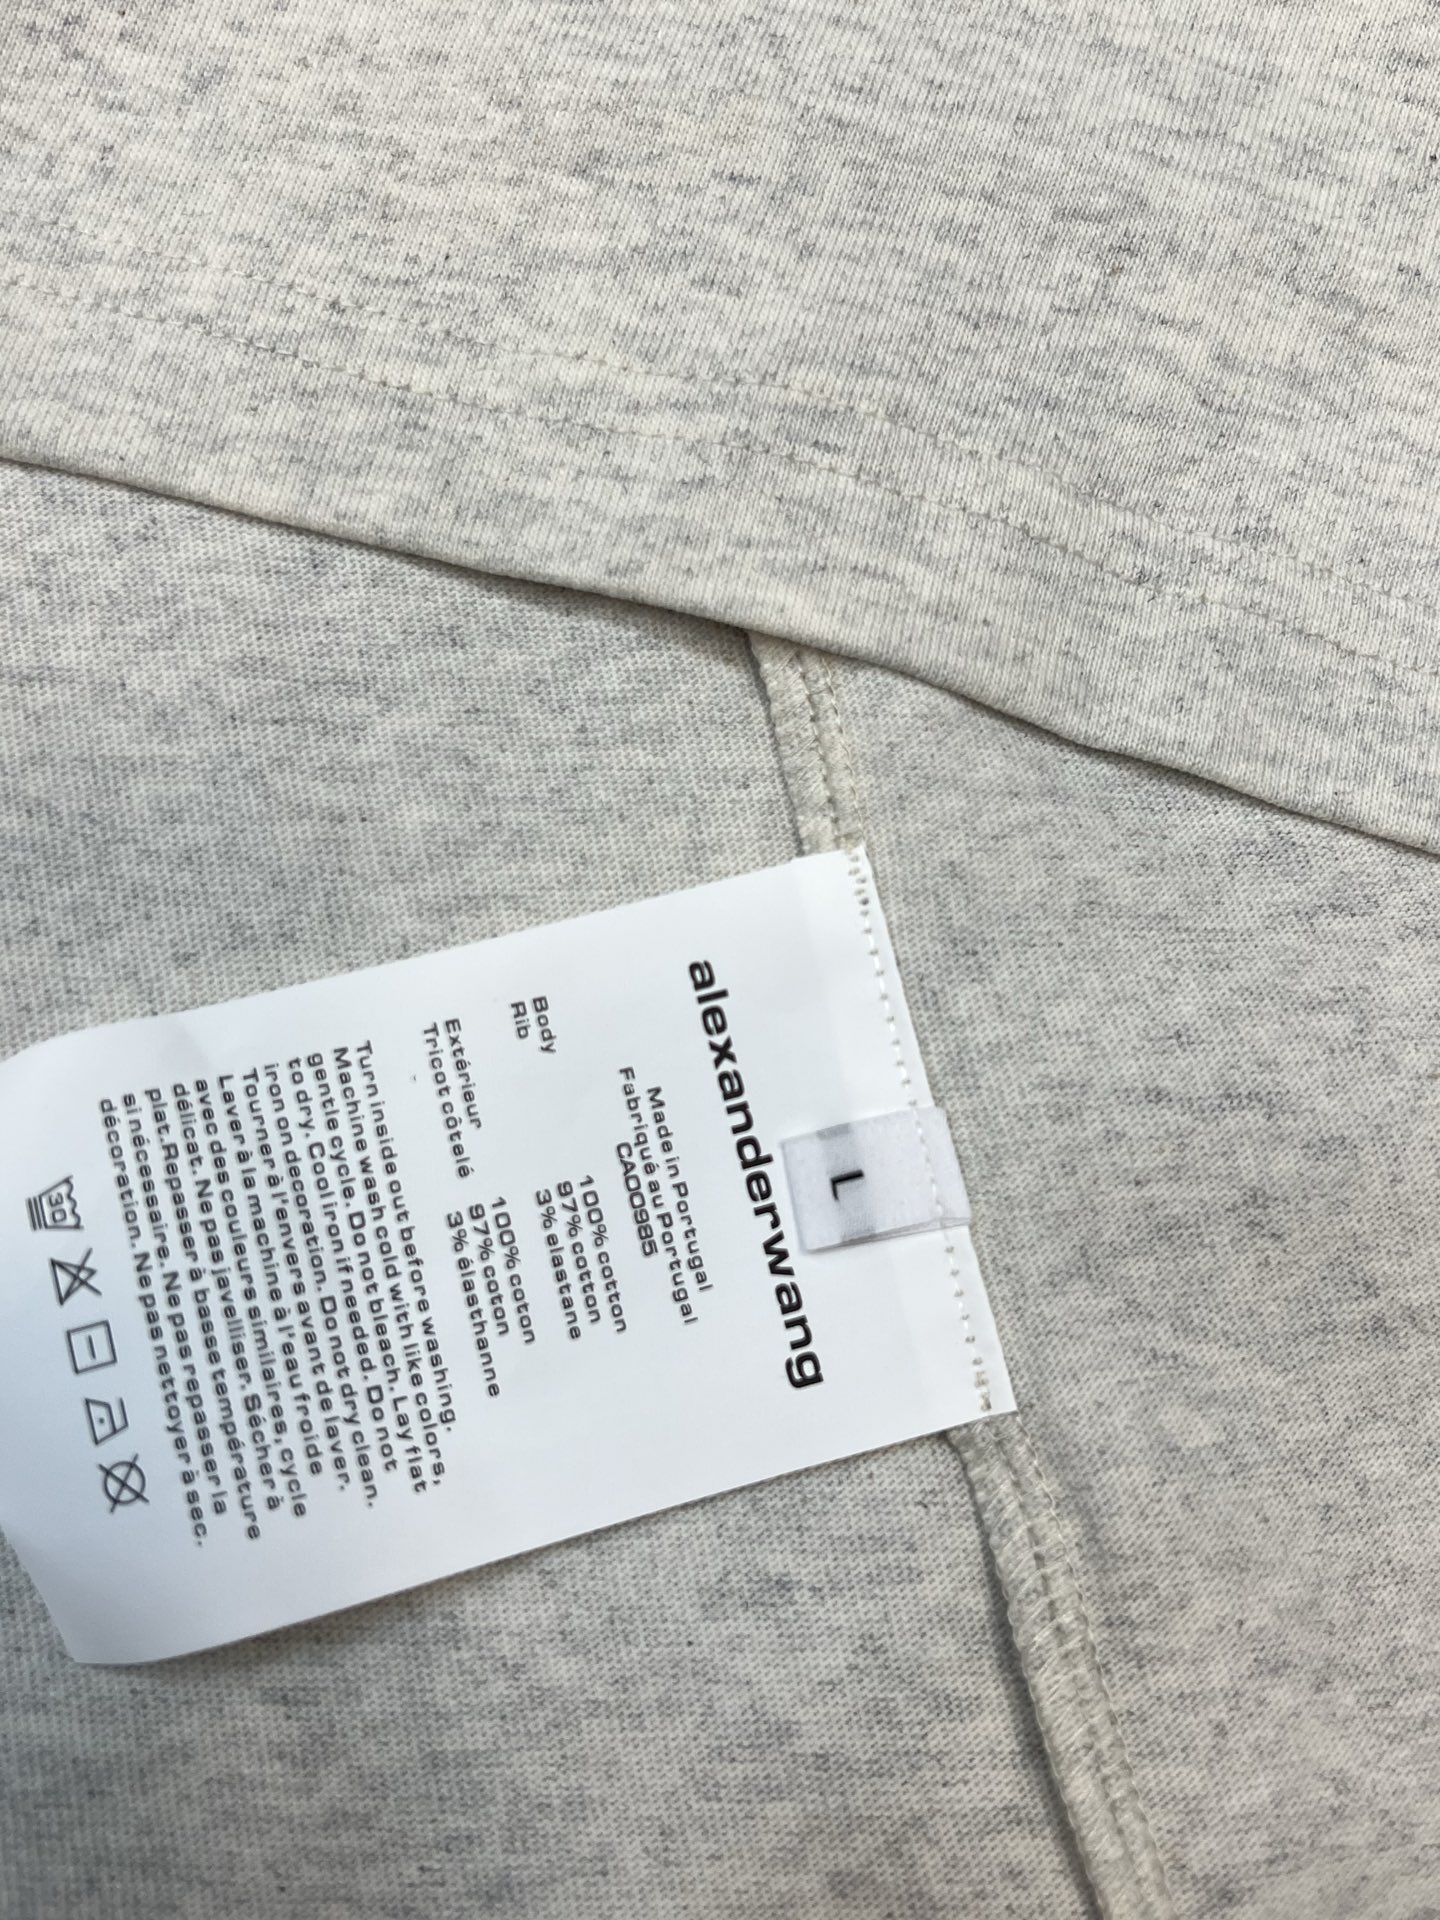 L
alexanderwang
Made in Portugal
Fabriqué au Portugal
CA00985
Body 100% cotton
Rib 97% cotton
3% elastane
Extérieur 100% coton
Tricot côtelé 97% coton
3% élasthanne
Turn inside out before washing.
Machine wash cold with like colors,
gentle cycle. Do not bleach. Lay flat
to dry. Cool iron if needed. Do not
iron on decoration. Do not dry clean.
Tourner à l'envers avant de laver.
Laver à la machine à l'eau froide
avec des couleurs similaires, cycle
délicat. Ne pas javelliser. Sécher à
plat. Repasser à basse température
si nécessaire. Ne pas repasser la
décoration. Ne pas nettoyer à sec.
30